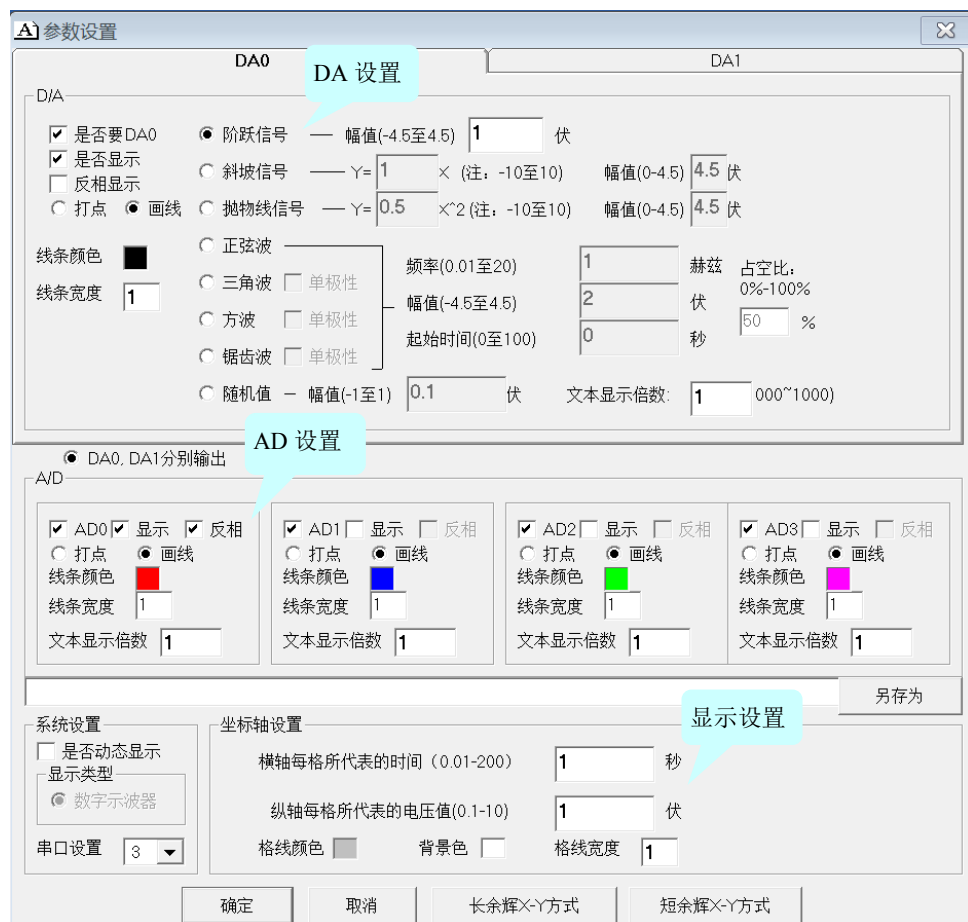 A 参数设置
DA0 DA1
DA 设置
D/A
是否要DA0 阶跃信号 — 幅值(-4.5至4.5) 1 伏
是否显示
斜坡信号 —— Y= 1 X (注：-10至10) 幅值(0-4.5) 4.5 伏
反相显示
打点 画线 抛物线信号 — Y= 0.5 X^2 (注：-10至10) 幅值(0-4.5) 4.5 伏
正弦波
线条颜色
频率(0.01至20) 1 赫兹 占空比：
三角波 单极性
0%-100%
线条宽度 1
幅值(-4.5至4.5) 2 伏
方波 单极性 50 %
起始时间(0至100) 0 秒
锯齿波 单极性
随机值 — 幅值(-1至1) 0.1 伏 文本显示倍数: 1 000~1000)
AD 设置
DA0, DA1分别输出
A/D
AD0 显示 反相 AD1 显示 反相 AD2 显示 反相 AD3 显示 反相
打点 画线 打点 画线 打点 画线 打点 画线
线条颜色 线条颜色 线条颜色 线条颜色
线条宽度 1 线条宽度 1 线条宽度 1 线条宽度 1
文本显示倍数 1 文本显示倍数 1 文本显示倍数 1 文本显示倍数 1
另存为
显示设置
系统设置 坐标轴设置
是否动态显示 横轴每格所代表的时间（0.01-200） 1 秒
显示类型
数字示波器 纵轴每格所代表的电压值(0.1-10) 1 伏
串口设置 3 格线颜色 背景色 格线宽度 1
确定 取消 长余辉X-Y方式 短余辉X-Y方式